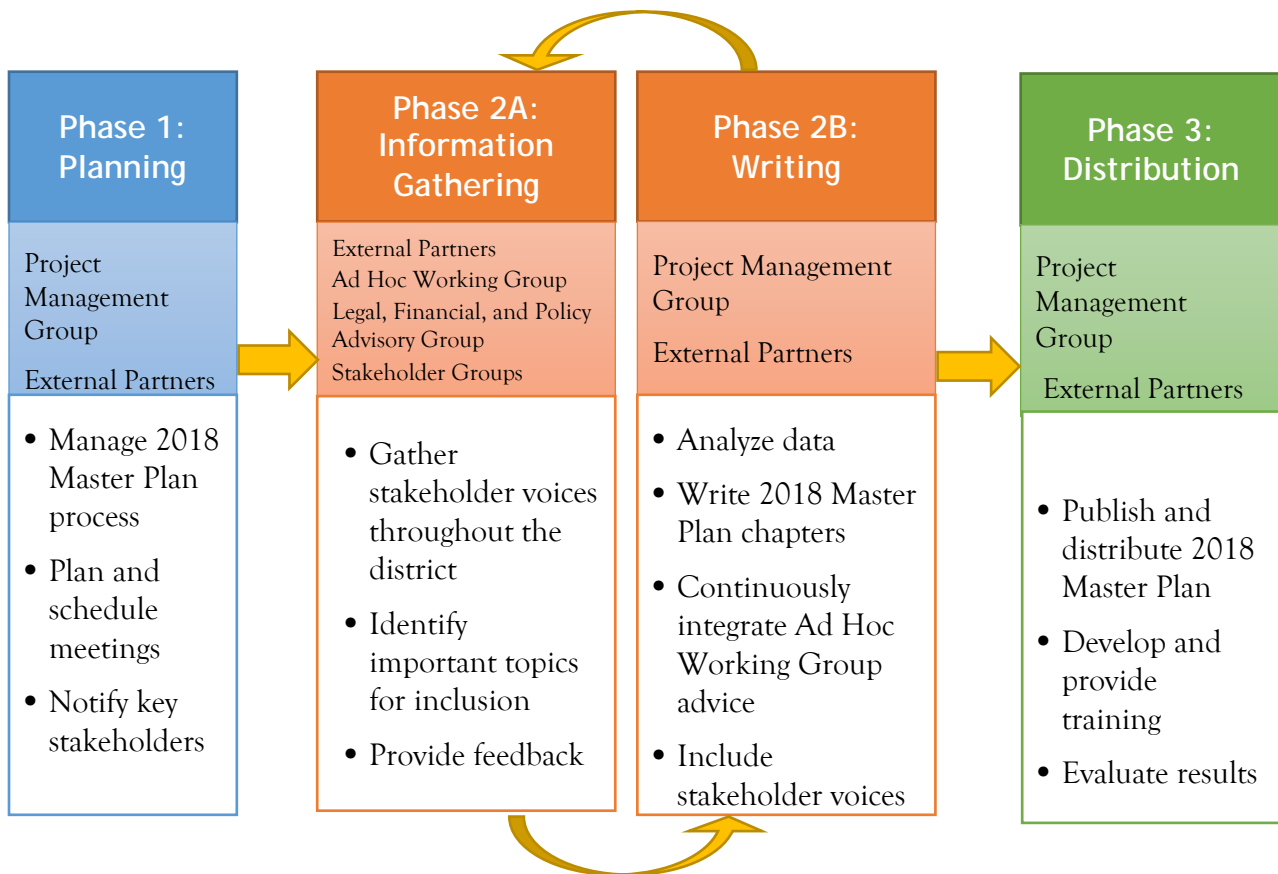 Phase 1:
Planning
Project
Management
Group
External Partners
• Manage 2018
Master Plan
process
• Plan and
schedule
meetings
• Notify key
stakeholders
Phase 2A:
Information
Gathering
External Partners
Ad Hoc Working Group
Legal, Financial, and Policy
Advisory Group
Stakeholder Groups
• Gather
stakeholder voices
throughout the
district
• Identify
important topics
for inclusion
• Provide feedback
Phase 2B:
Writing
Project Management
Group
External Partners
• Analyze data
• Write 2018 Master
Plan chapters
• Continuously
integrate Ad Hoc
Working Group
advice
• Include
stakeholder voices
Phase 3:
Distribution
Project
Management
Group
External Partners
• Publish and
distribute 2018
Master Plan
• Develop and
provide
training
• Evaluate results